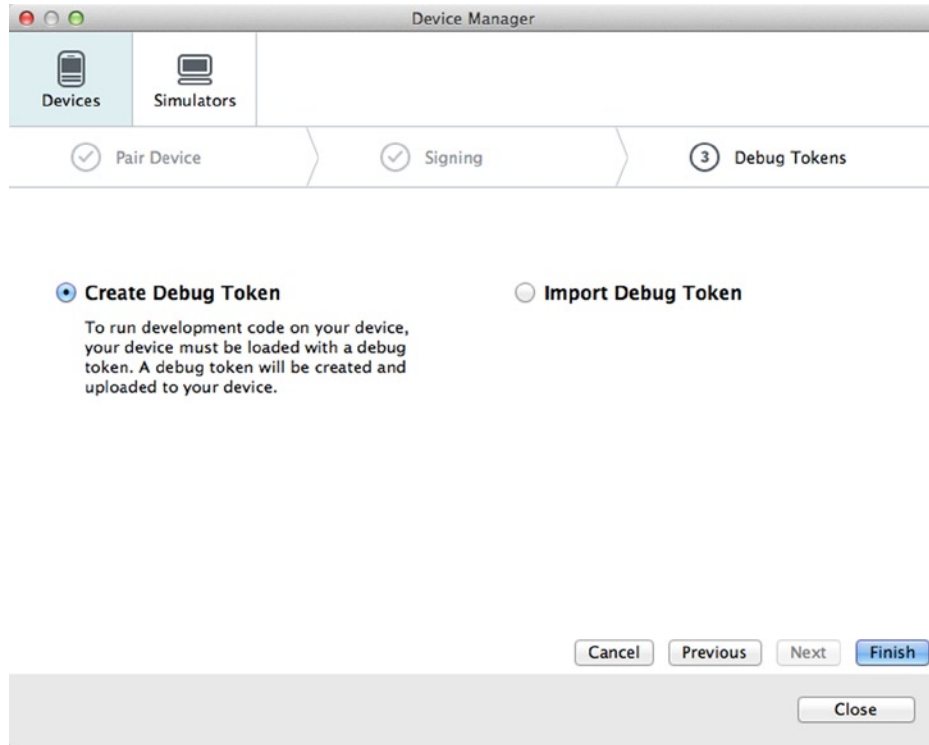 Device Manager
Devices
Simulators
Pair Device
Signing
3 Debug Tokens
Create Debug Token
Import Debug Token
To run development code on your device,
your device must be loaded with a debug
token. A debug token will be created and
uploaded to your device.
Cancel
Previous
Next
Finish
Close